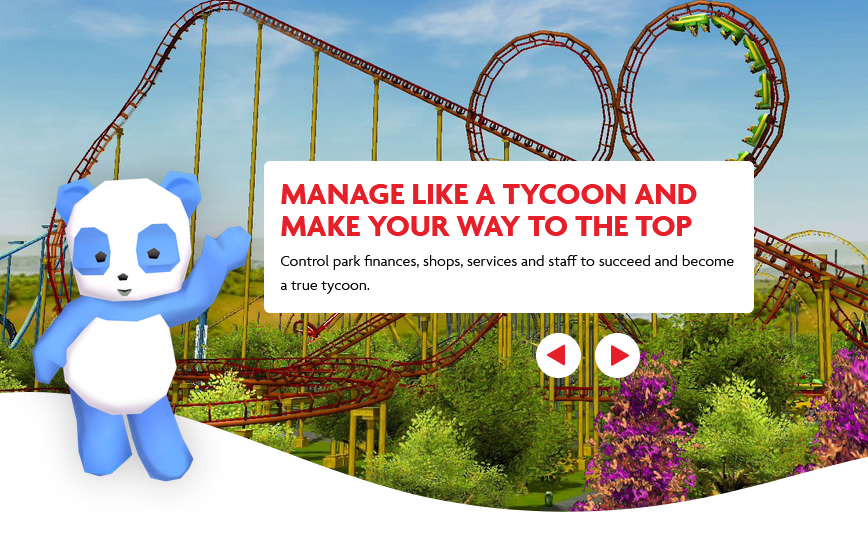 MANAGE LIKE A TYCOON AND
MAKE YOUR WAY TO THE TOP
Control park finances, shops, services and staff to succeed and become
a true tycoon.